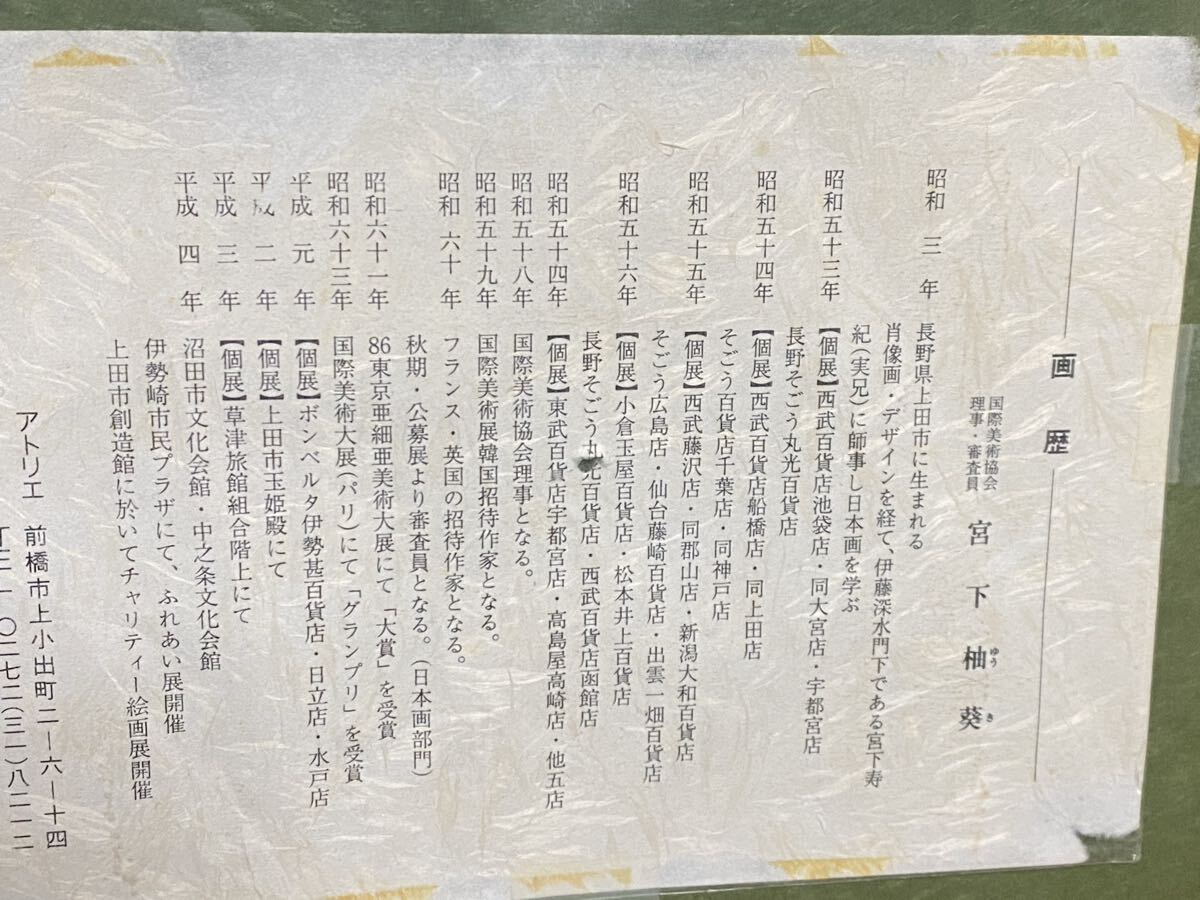 画歴
国際美術協会
理事・審査員
宮下柚葵
ゆう き
昭和 三 年 長野県上田市に生まれる
肖像画・デザインを経て、伊藤深水門下である宮下寿
紀(実兄)に師事し日本画を学ぶ
昭和五十三年 【個展】西武百貨店池袋店・同大宮店・宇都宮店
長野そごう丸光百貨店
昭和五十四年 【個展】西武百貨店船橋店・同上田店
そごう百貨店千葉店・同神戸店
昭和五十五年 【個展】西武藤沢店・同郡山店・新潟大和百貨店
そごう広島店・仙台藤崎百貨店・出雲一畑百貨店
昭和五十六年 【個展】小倉玉屋百貨店・松本井上百貨店
長野そごう丸光百貨店・西武百貨店函館店
昭和五十四年 【個展】東武百貨店宇都宮店・高島屋高崎店・他五店
昭和五十八年 国際美術協会理事となる。
昭和五十九年 国際美術展韓国招待作家となる。
昭和 六十 年 フランス・英国の招待作家となる。
秋期・公募展より審査員となる。(日本画部門)
昭和六十一年 86東京亜細亜美術大展にて「大賞」を受賞
昭和六十三年 国際美術大展(パリ)にて「グランプリ」を受賞
平成 元 年 【個展】ボンベルタ伊勢甚百貨店・日立店・水戸店
平成 二 年 【個展】上田市玉姫殿にて
平成 三 年 【個展】草津旅館組合階上にて
平成 四 年 沼田市文化会館・中之条文化会館
伊勢崎市民プラザにて、ふれあい展開催
上田市創造館に於いてチャリティー絵画展開催
アトリエ 前橋市上小出町二ー六ー十四
〇二七二(三一)八二一二